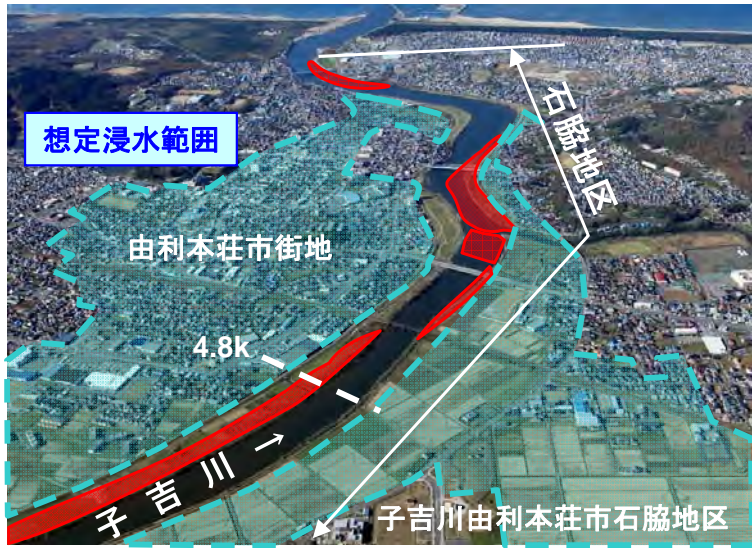 石脇地区
想定浸水範囲
由利本荘市街地
4.8k
子吉川→
子吉川由利本荘市石脇地区